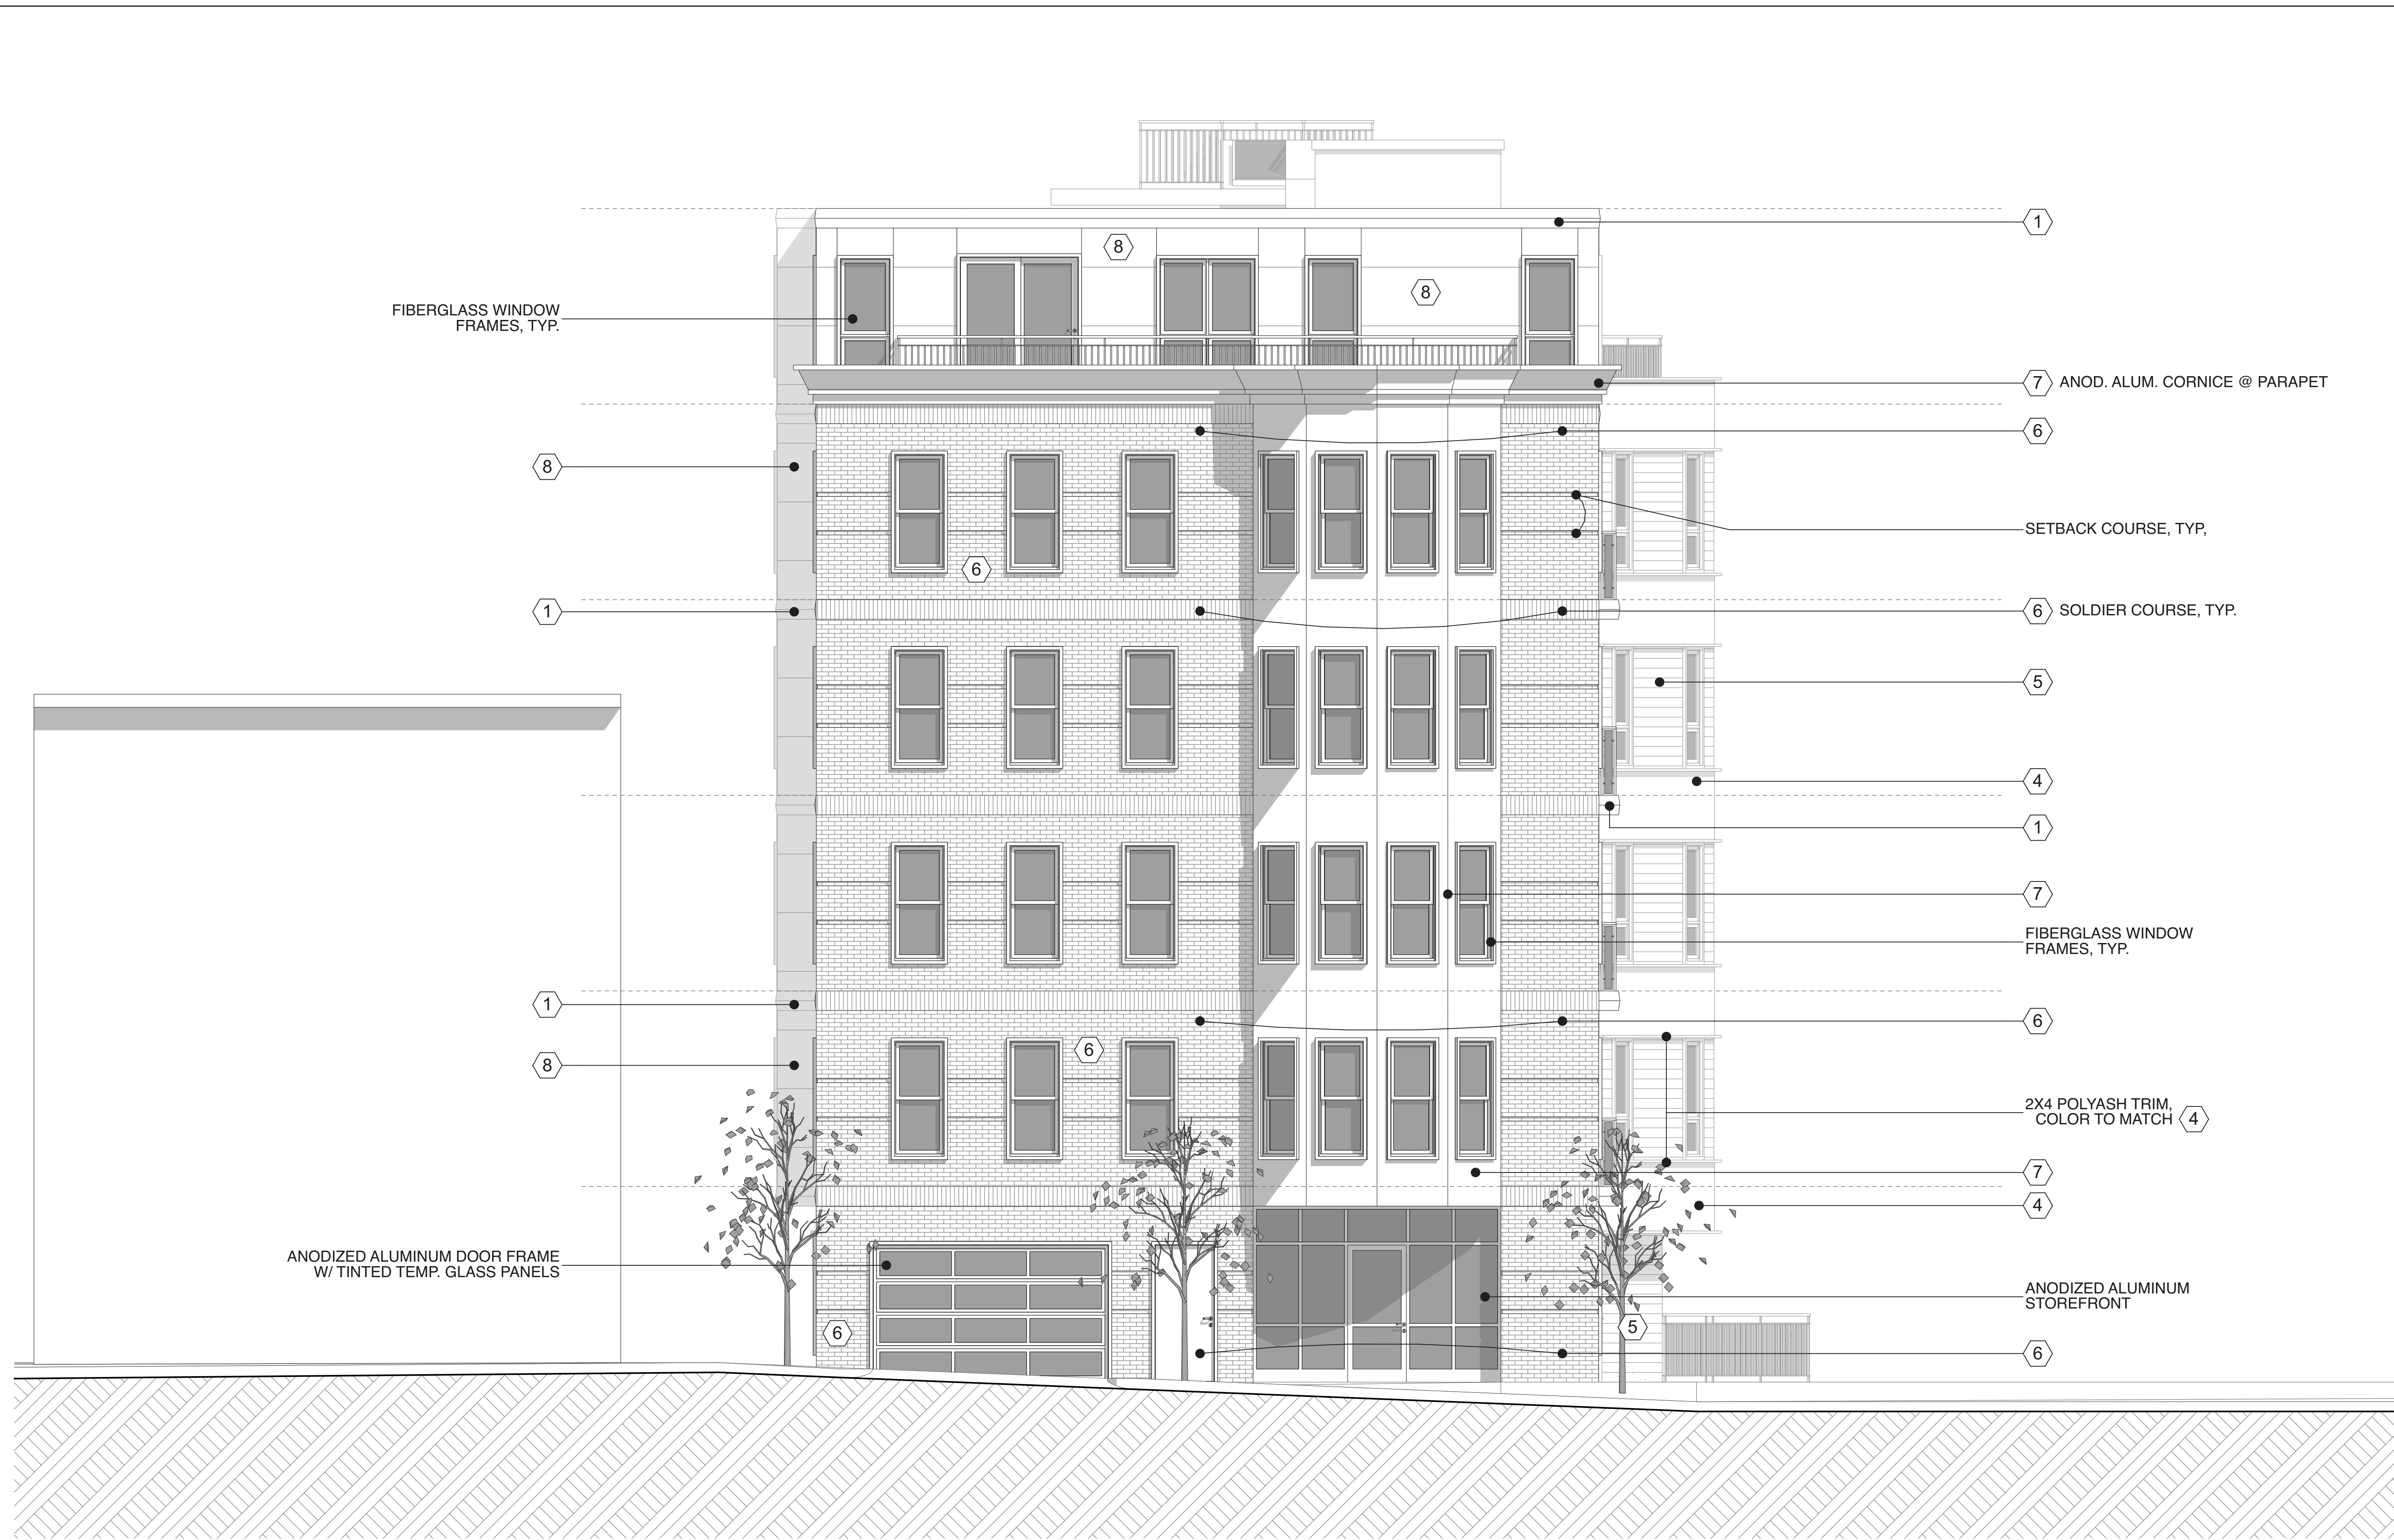 1
8
8
FIBERGLASS WINDOW
FRAMES, TYP.
7 ANOD. ALUM. CORNICE @ PARAPET
6
8
SETBACK COURSE, TYP,
6
1
6 SOLDIER COURSE, TYP.
5
4
1
7
FIBERGLASS WINDOW
FRAMES, TYP.
1
6
6
8
2X4 POLYASH TRIM,
COLOR TO MATCH 4
7
4
ANODIZED ALUMINUM DOOR FRAME
W/ TINTED TEMP. GLASS PANELS
ANODIZED ALUMINUM
STOREFRONT
6
5
6